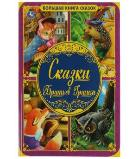 БОЛЬШАЯ КНИГА СКАЗОК
Сказки
Братьев Гримм